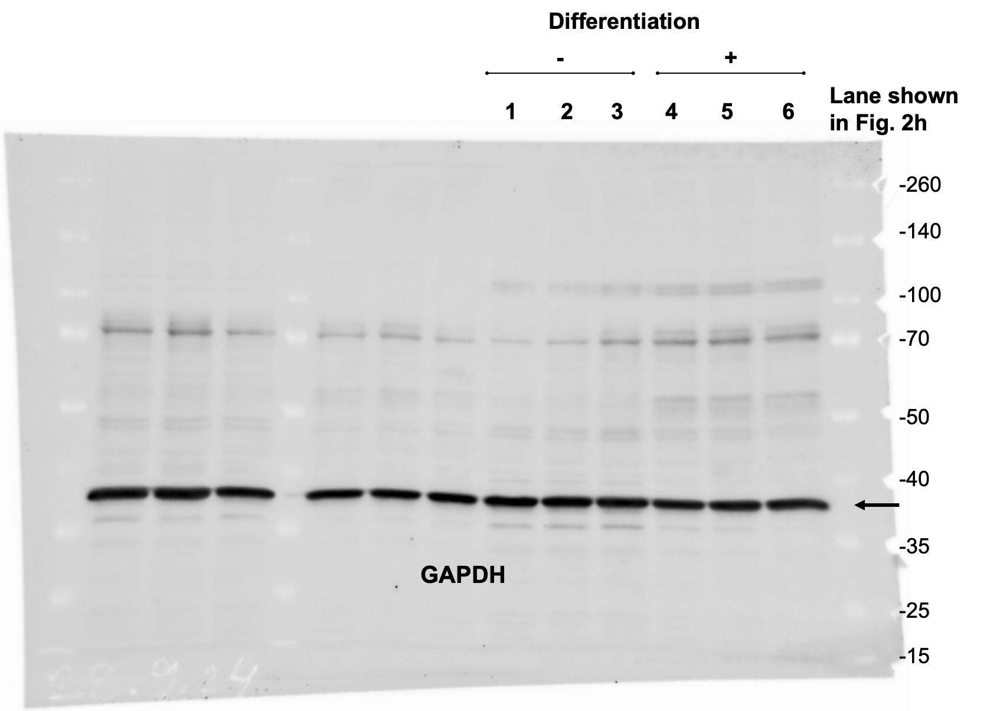 Differentiation
- +
1 2 3 4 5 6
Lane shown
in Fig. 2h
-260
-140
-100
-70
-50
-40
-35
GAPDH
-25
-15
28.9.24